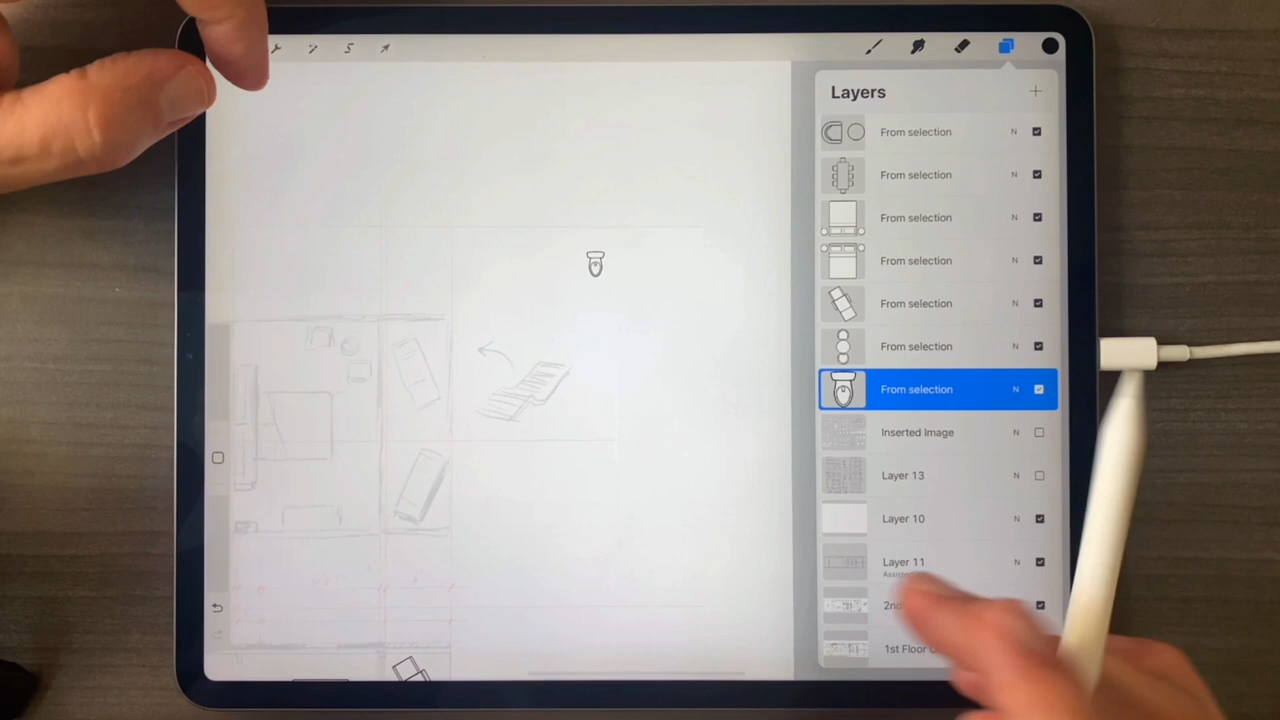 Layers
From selection N
From selection N
From selection N
From selection N
From selection N
From selection N
From selection N
Inserted Image N
Layer 13 N
Layer 10 N
Layer 11 N
1st Floor